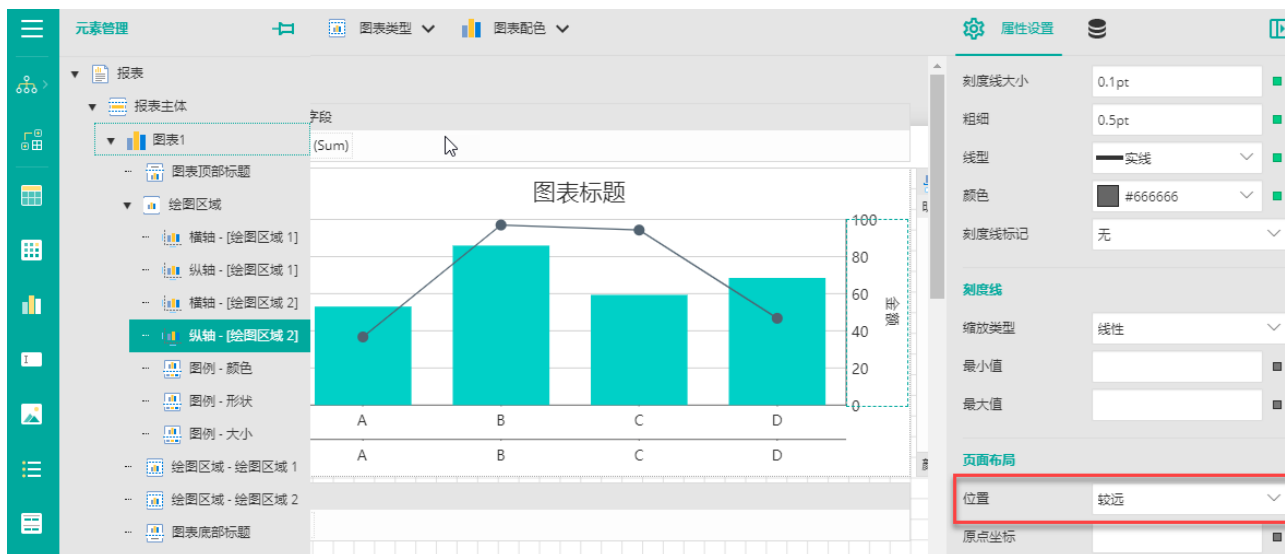 元素管理
图表类型
图表配色
属性设置
报表
报表主体
图表1
图表顶部标题
绘图区域
横轴 - [绘图区域 1]
纵轴 - [绘图区域 1]
横轴 - [绘图区域 2]
纵轴 - [绘图区域 2]
图例 - 颜色
图例 - 形状
图例 - 大小
绘图区域 - 绘图区域 1
绘图区域 - 绘图区域 2
图表底部标题
字段
(Sum)
图表标题
100
80
60
40
20
0
金额
A B C D
A B C D
刻度线大小 0.1pt
粗细 0.5pt
线型 实线
颜色 #666666
刻度线标记 无
刻度线
缩放类型 线性
最小值
最大值
页面布局
位置 较远
原点坐标